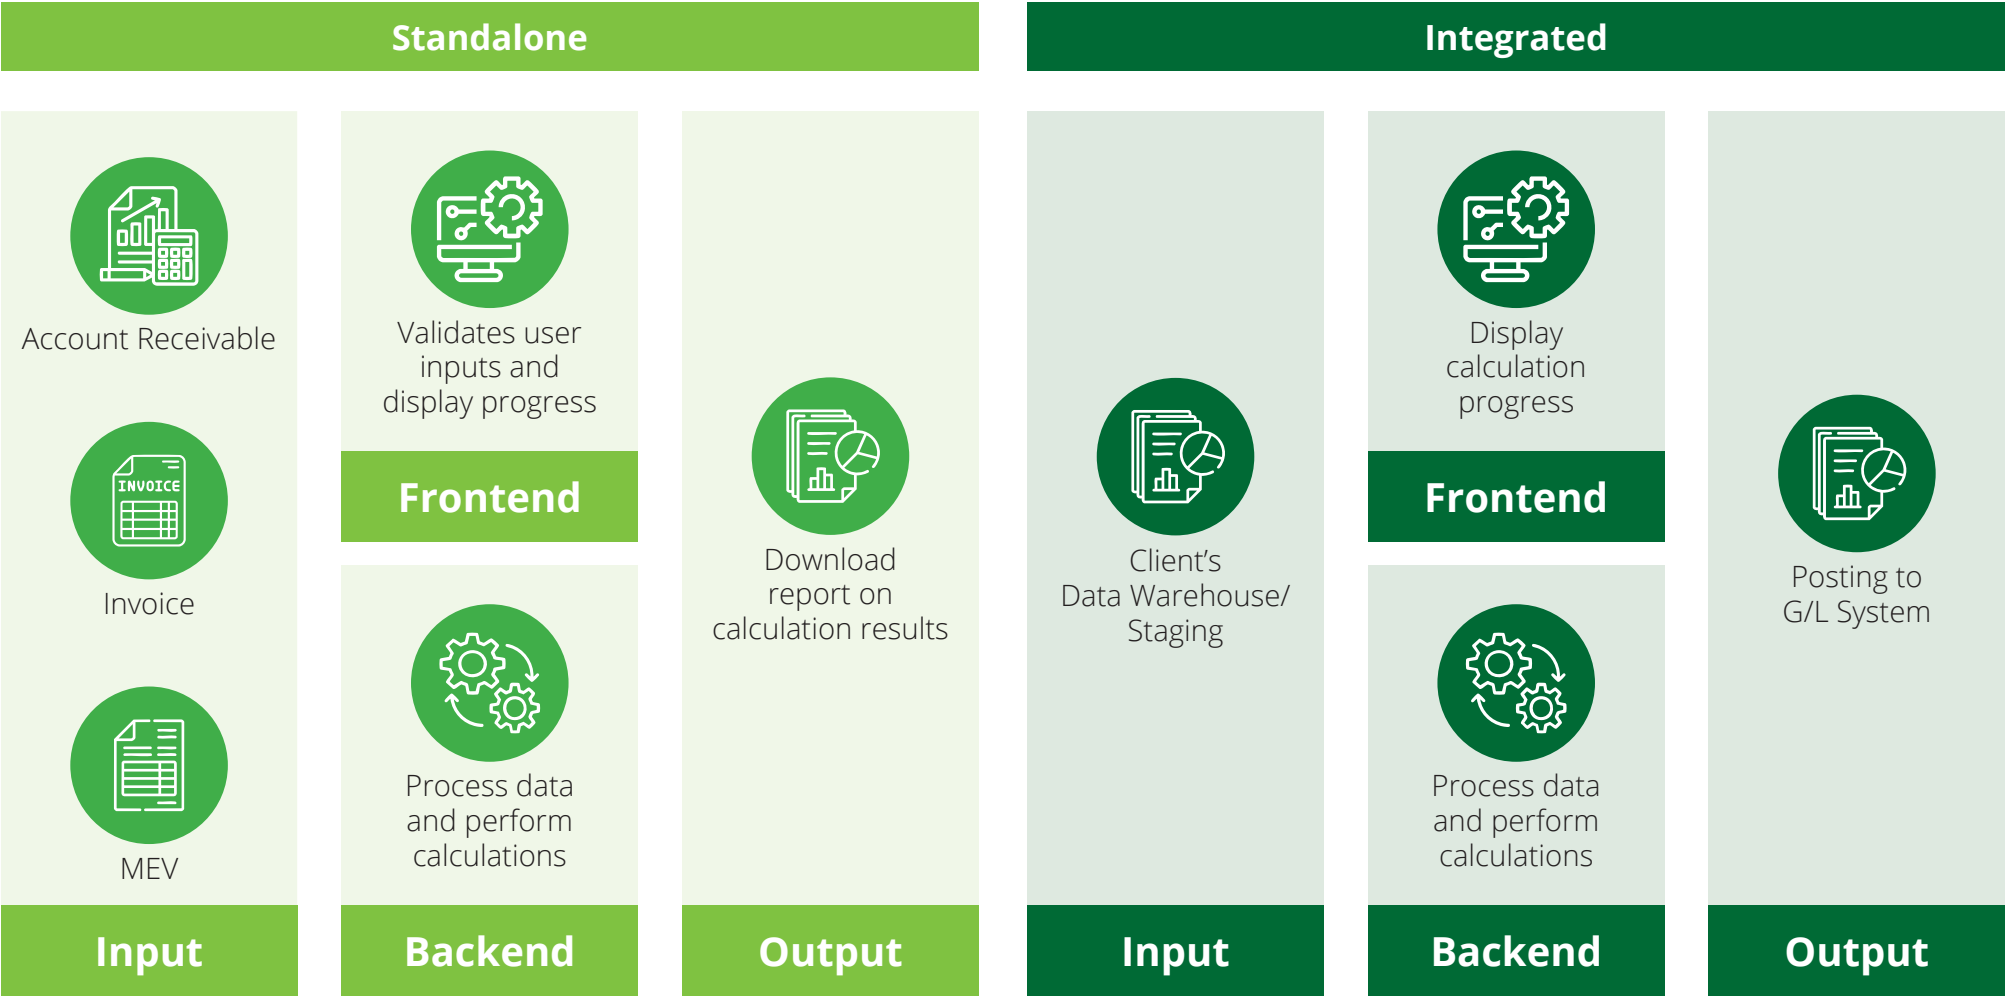 Standalone
Account Receivable
INVOICE
Invoice
MEV
Input
Validates user
inputs and
display progress
Frontend
Process data
and perform
calculations
Backend
Download
report on
calculation results
Output
Integrated
Client’s
Data Warehouse/
Staging
Input
Display
calculation
progress
Frontend
Process data
and perform
calculations
Backend
Posting to
G/L System
Output